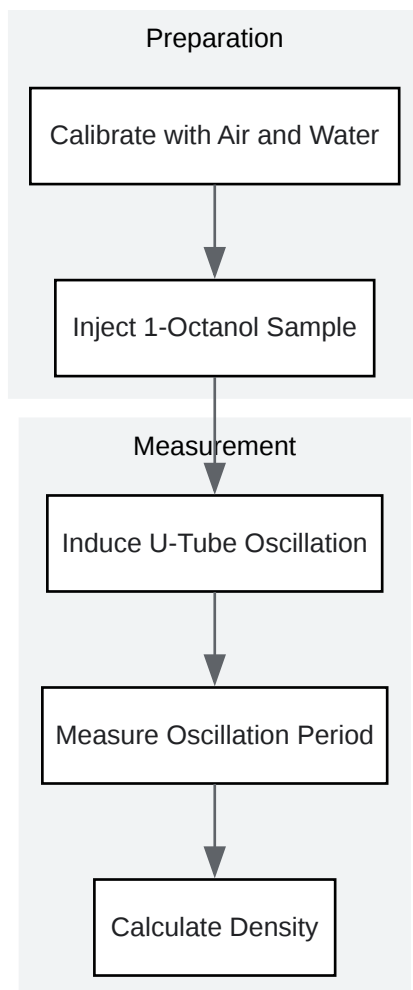 Preparation
Calibrate with Air and Water
Inject 1-Octanol Sample
Measurement
Induce U-Tube Oscillation
Measure Oscillation Period
Calculate Density